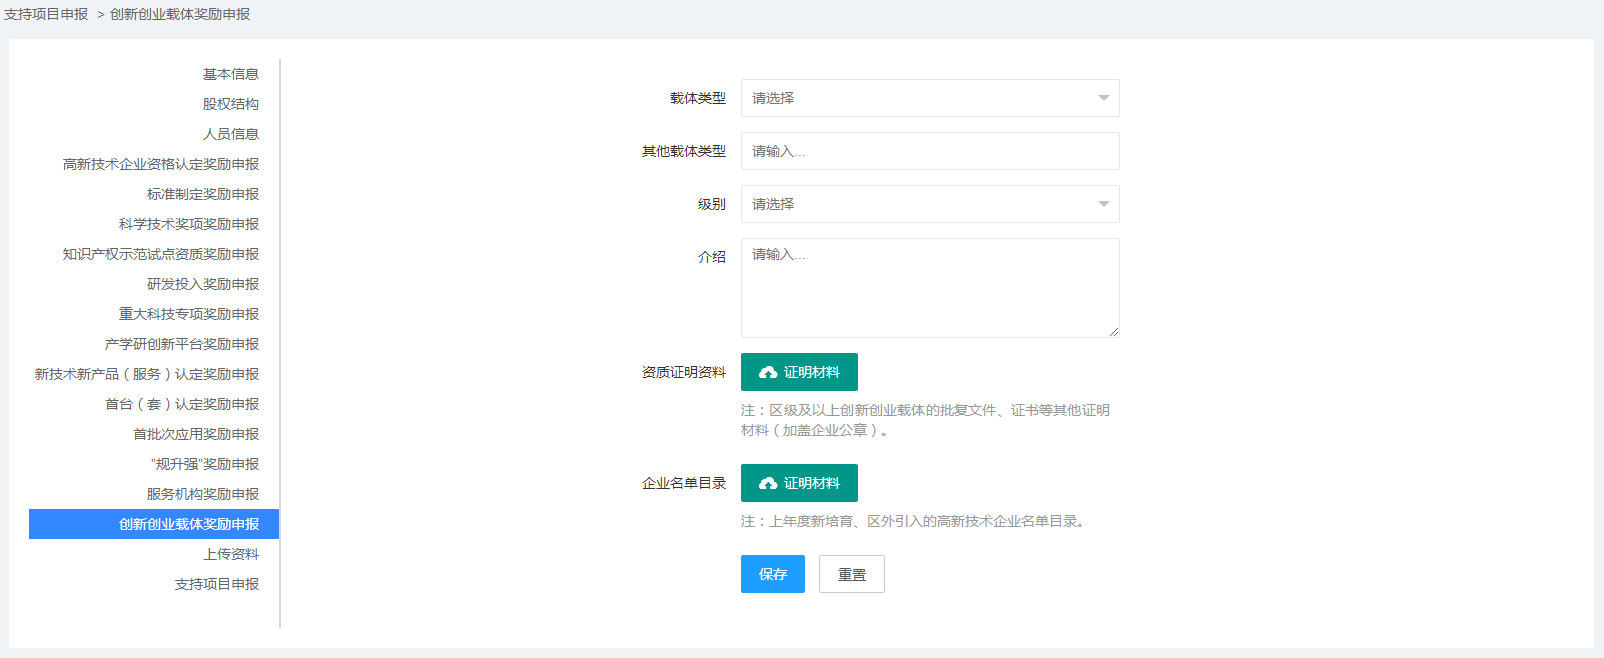 支持项目申报 > 创新创业载体奖励申报
基本信息
股权结构
人员信息
高新技术企业资格认定奖励申报
标准制定奖励申报
科学技术奖项奖励申报
知识产权示范试点资质奖励申报
研发投入奖励申报
重大科技专项奖励申报
产学研创新平台奖励申报
新技术新产品（服务）认定奖励申报
首台（套）认定奖励申报
首批次应用奖励申报
"规升强"奖励申报
服务机构奖励申报
创新创业载体奖励申报
上传资料
支持项目申报
载体类型 请选择
其他载体类型 请输入...
级别 请选择
介绍 请输入...
资质证明资料 证明材料
注：区级及以上创新创业载体的批复文件、证书等其他证明
材料（加盖企业公章）。
企业名单目录 证明材料
注：上年度新培育、区外引入的高新技术企业名单目录。
保存 重置